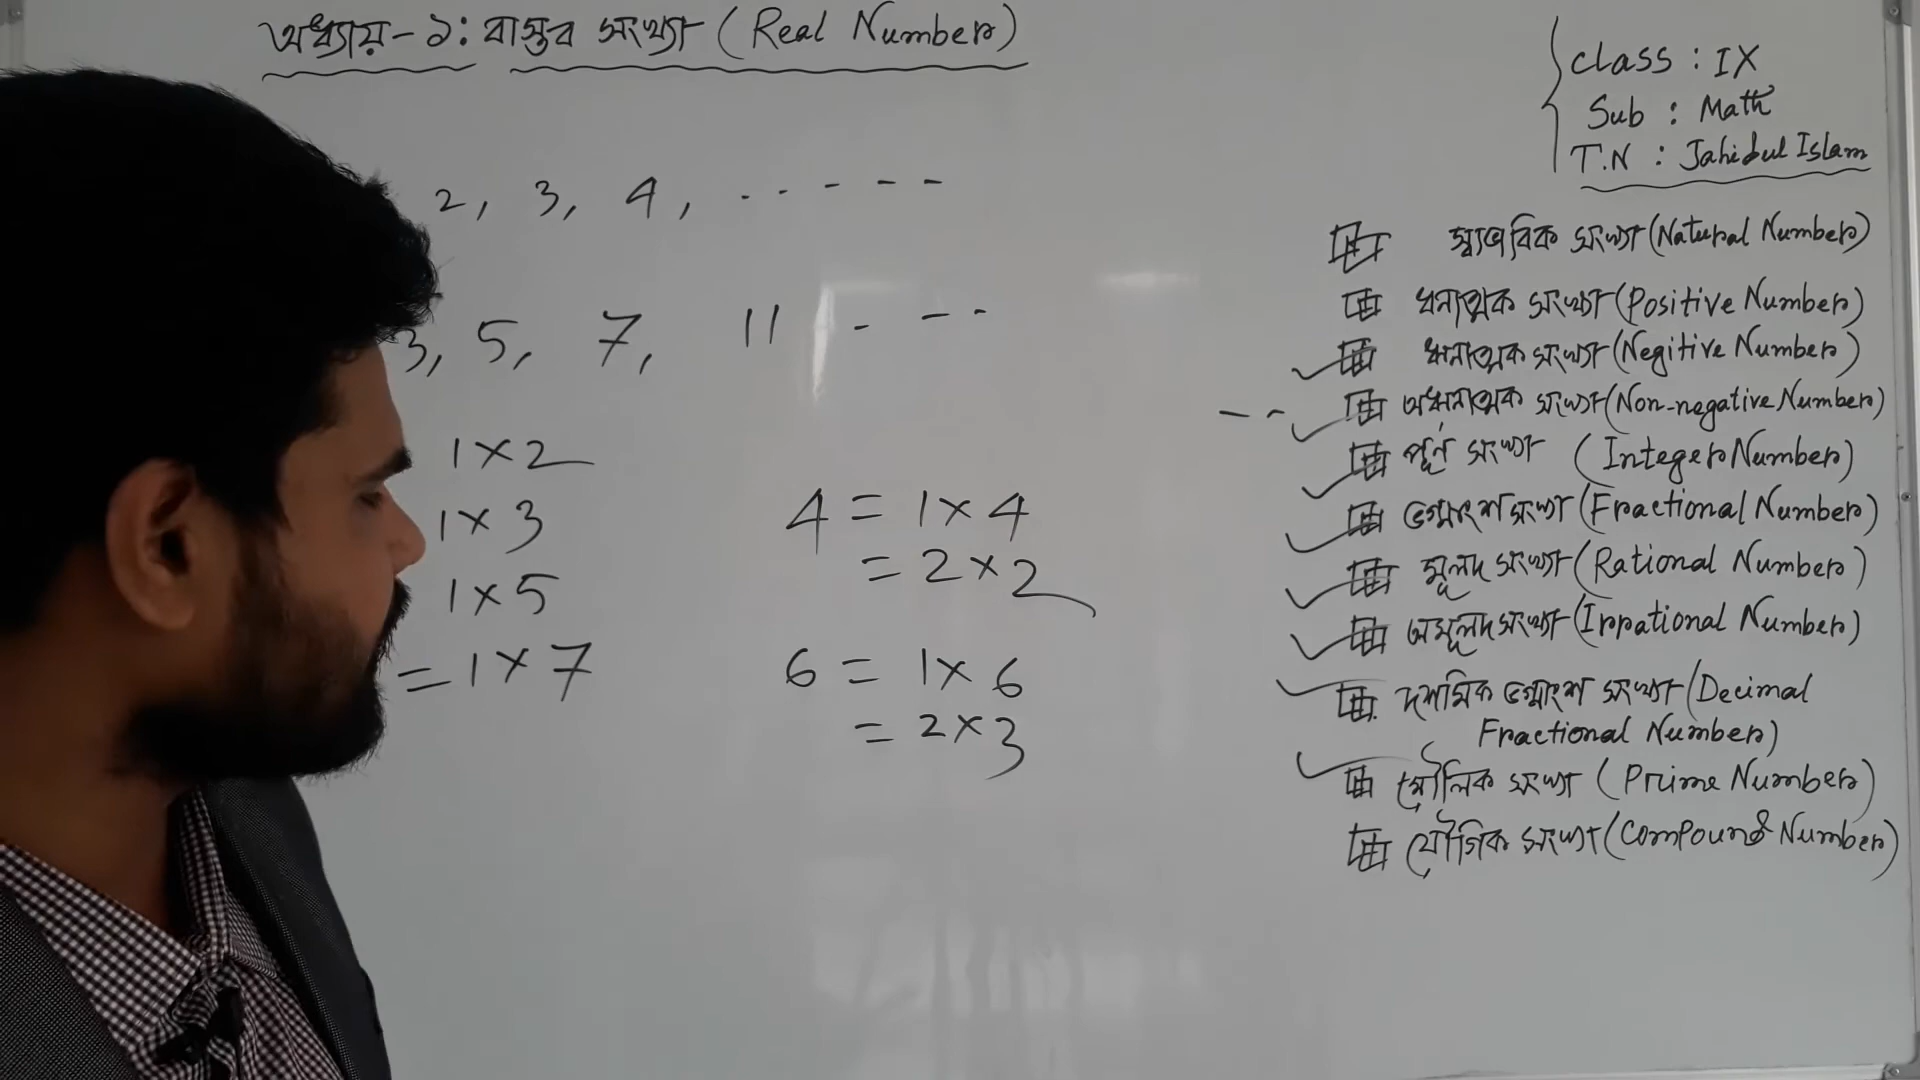 অধ্যায়-১: বাস্তব সংখ্যা (Real Number)
Class : IX
Sub : Math
T.N : Jahidul Islam
2, 3, 4, . . - - -
3, 5, 7, 11 - - -
1×2
1×3
1×5
=1×7
4 = 1×4
= 2×2
6 = 1×6
= 2×3
স্বাভাবিক সংখ্যা (Natural Number)
ধনাত্মক সংখ্যা (Positive Number)
ঋনাত্মক সংখ্যা (Negitive Number)
- - অঋনাত্মক সংখ্যা (Non-negative Number)
পূর্ণ সংখ্যা (Integer Number)
ভগ্নাংশ সংখ্যা (Fractional Number)
মূলদ সংখ্যা (Rational Number)
অমূলদ সংখ্যা (Irrational Number)
দশমিক ভগ্নাংশ সংখ্যা (Decimal
Fractional Number)
মৌলিক সংখ্যা (Prime Number)
যৌগিক সংখ্যা (Compound Number)